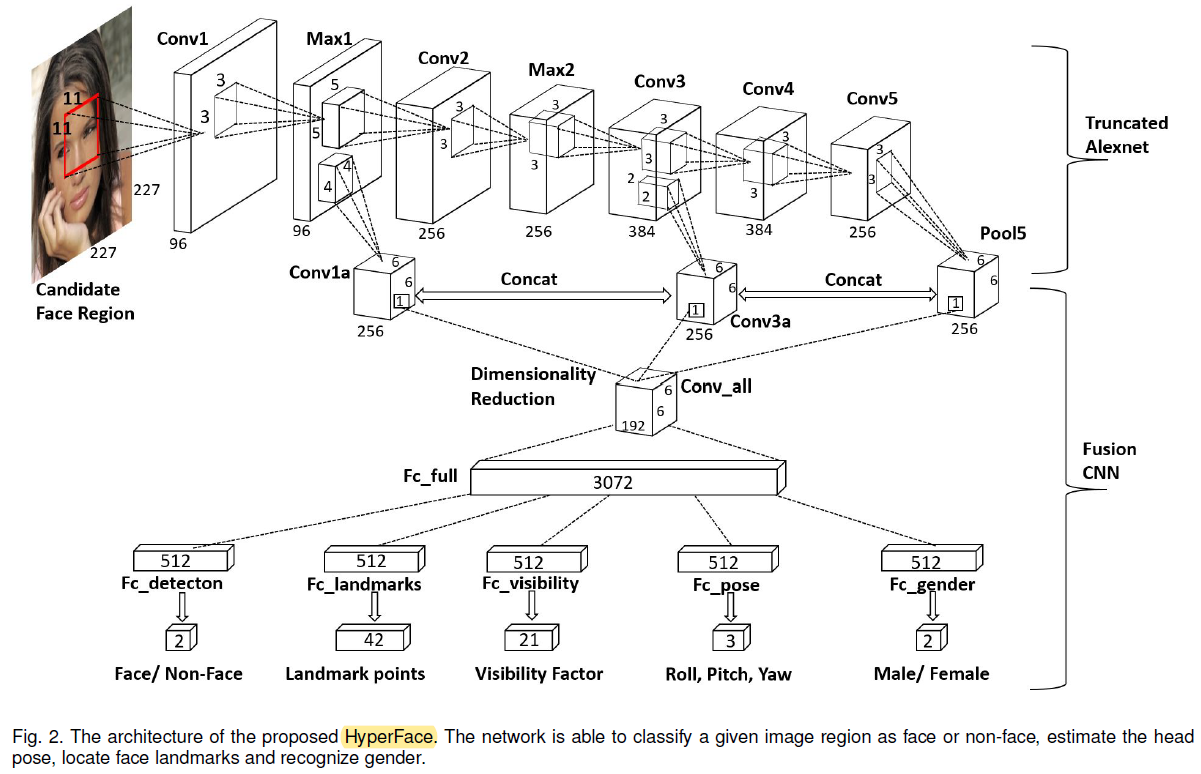 Conv1
Max1
Conv2
Max2
Conv3
Conv4
Conv5
11
11
227
227
Candidate
Face Region
3
3
96
5
5
4
4
96
3
3
256
3
3
256
3
3
2
2
384
3
3
384
3
3
256
Truncated
Alexnet
Conv1a
6
6
1
256
Concat
6
6
1
256
Conv3a
Concat
Pool5
6
6
1
256
Dimensionality
Reduction
6
6
192
Conv_all
Fc_full
3072
Fusion
CNN
512
512
512
512
512
Fc_detecton
Fc_landmarks
Fc_visibility
Fc_pose
Fc_gender
2
42
21
3
2
Face/ Non-Face
Landmark points
Visibility Factor
Roll, Pitch, Yaw
Male/ Female
Fig. 2. The architecture of the proposed HyperFace. The network is able to classify a given image region as face or non-face, estimate the head
pose, locate face landmarks and recognize gender.